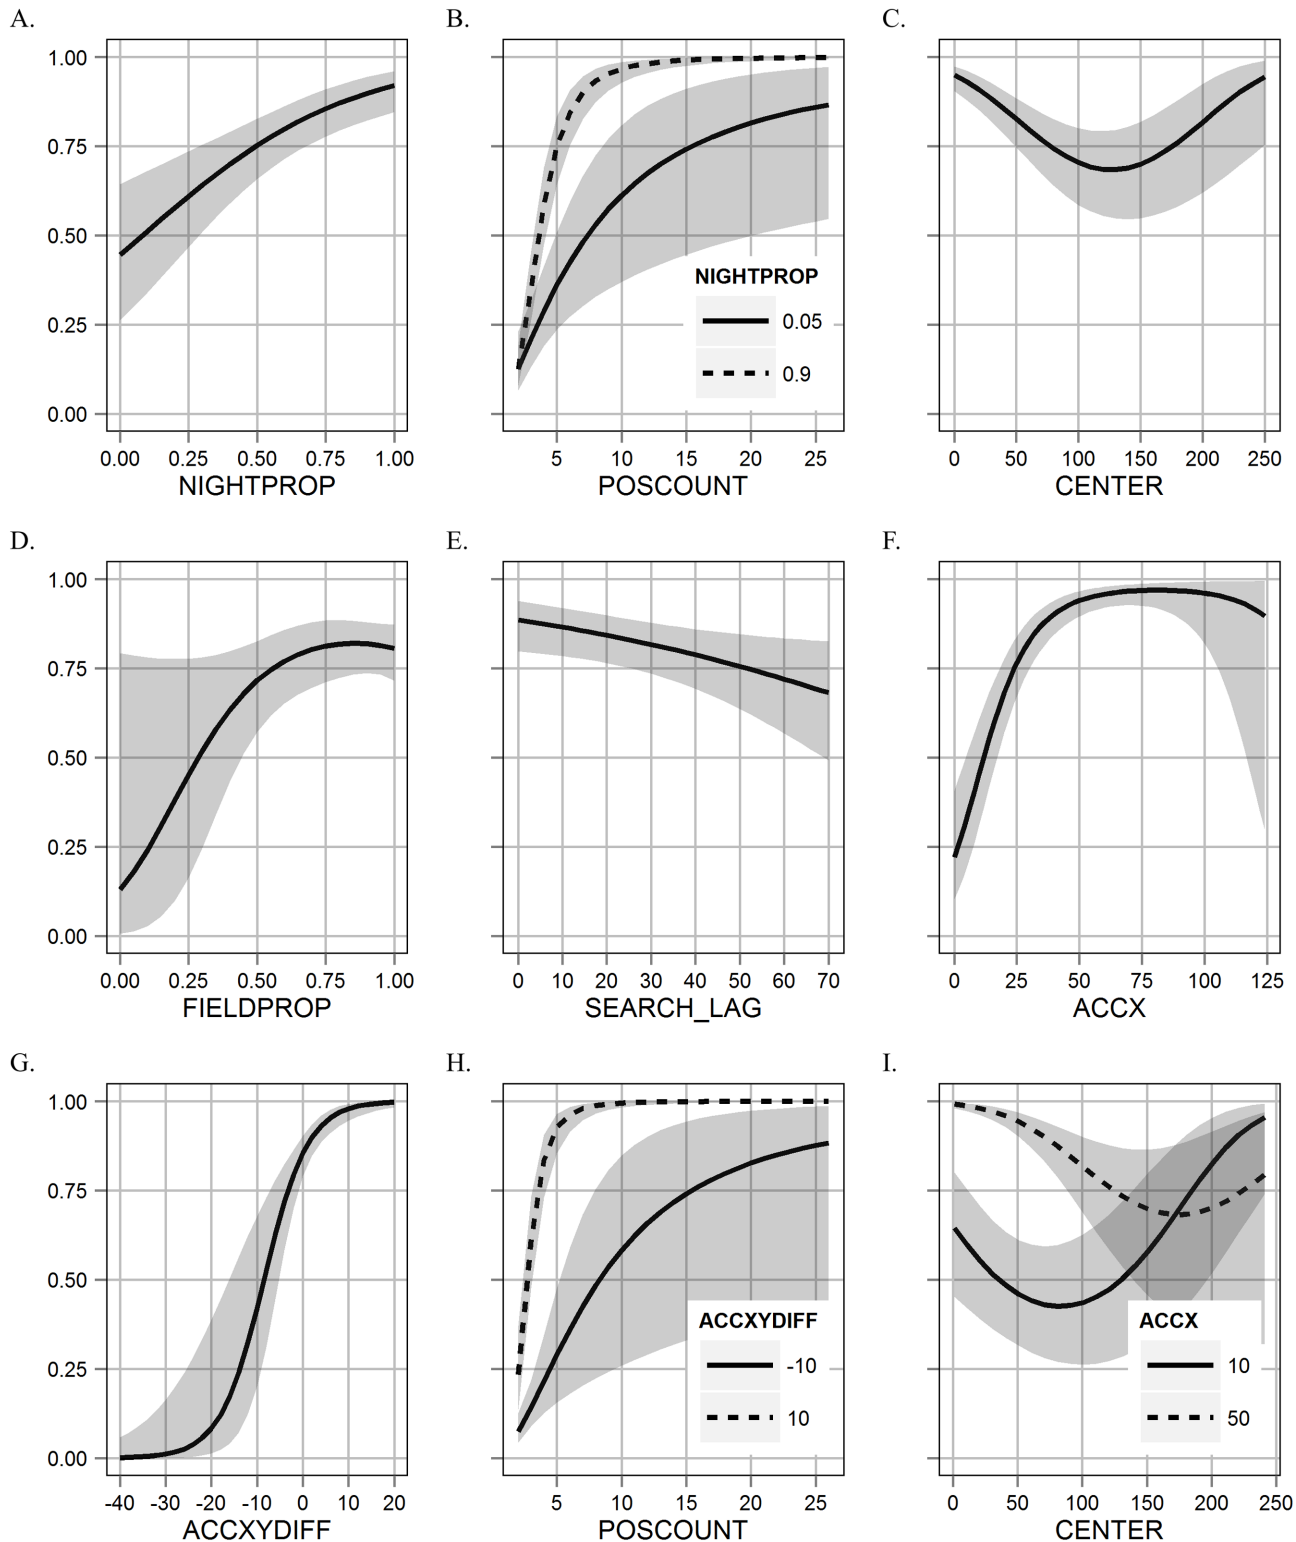 A. B. C.
1.00
0.75
0.50
0.25
0.00
NIGHTPROP
0.05
0.9
0.00 0.25 0.50 0.75 1.00 5 10 15 20 25 0 50 100 150 200 250
NIGHTPROP POSCOUNT CENTER
D. E. F.
1.00
0.75
0.50
0.25
0.00
0.00 0.25 0.50 0.75 1.00 0 10 20 30 40 50 60 70 0 25 50 75 100 125
FIELDPROP SEARCH_LAG ACCX
G. H. I.
1.00
0.75
0.50
0.25
0.00
ACCXYDIFF ACCX
-10 10
10 50
-40 -30 -20 -10 0 10 20 5 10 15 20 25 0 50 100 150 200 250
ACCXYDIFF POSCOUNT CENTER